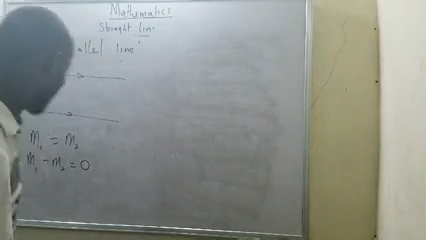 Mathematics
Straight line
allel line
m₁ = m₂
m₁ - m₂ = 0